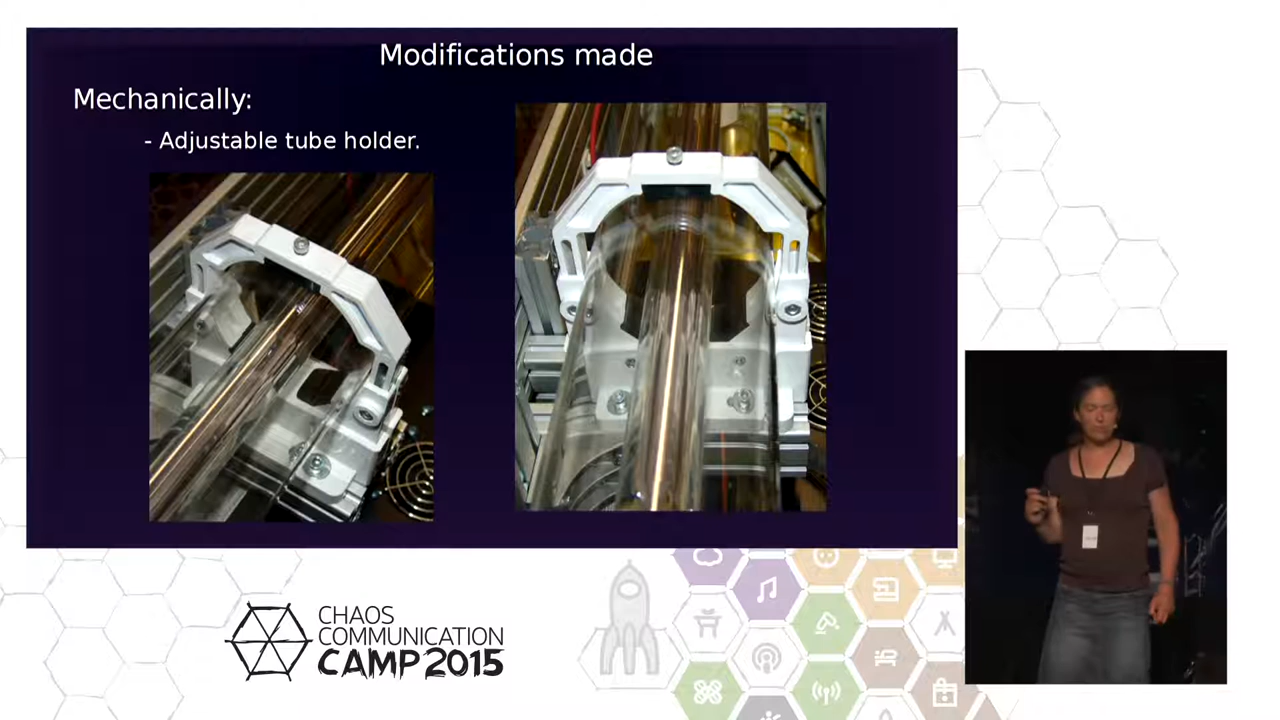 Modifications made
Mechanically:
- Adjustable tube holder.
CHAOS
COMMUNICATION
CAMP 2015